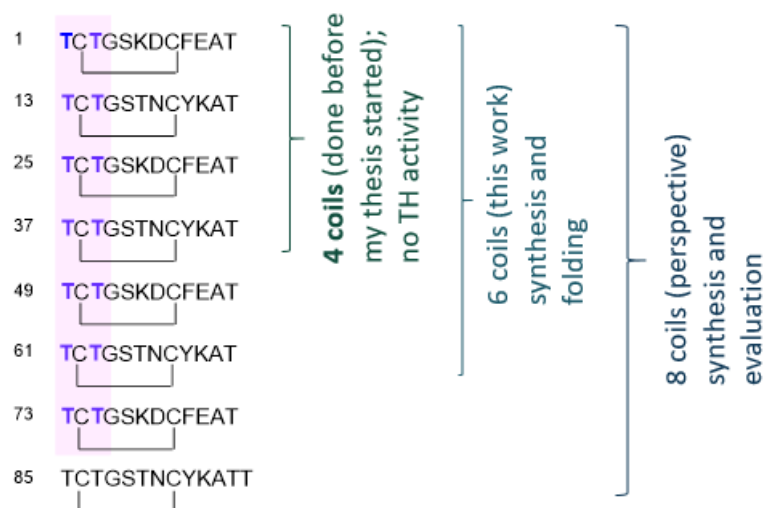 1 TCTGSKDCFEAT
13 TCTGSTNCYKAT
25 TCTGSKDCFEAT
37 TCTGSTNCYKAT
49 TCTGSKDCFEAT
61 TCTGSTNCYKAT
73 TCTGSKDCFEAT
85 TCTGSTNCYKATT
4 coils (done before
my thesis started);
no TH activity
6 coils (this work)
synthesis and
folding
8 coils (perspective)
synthesis and
evaluation